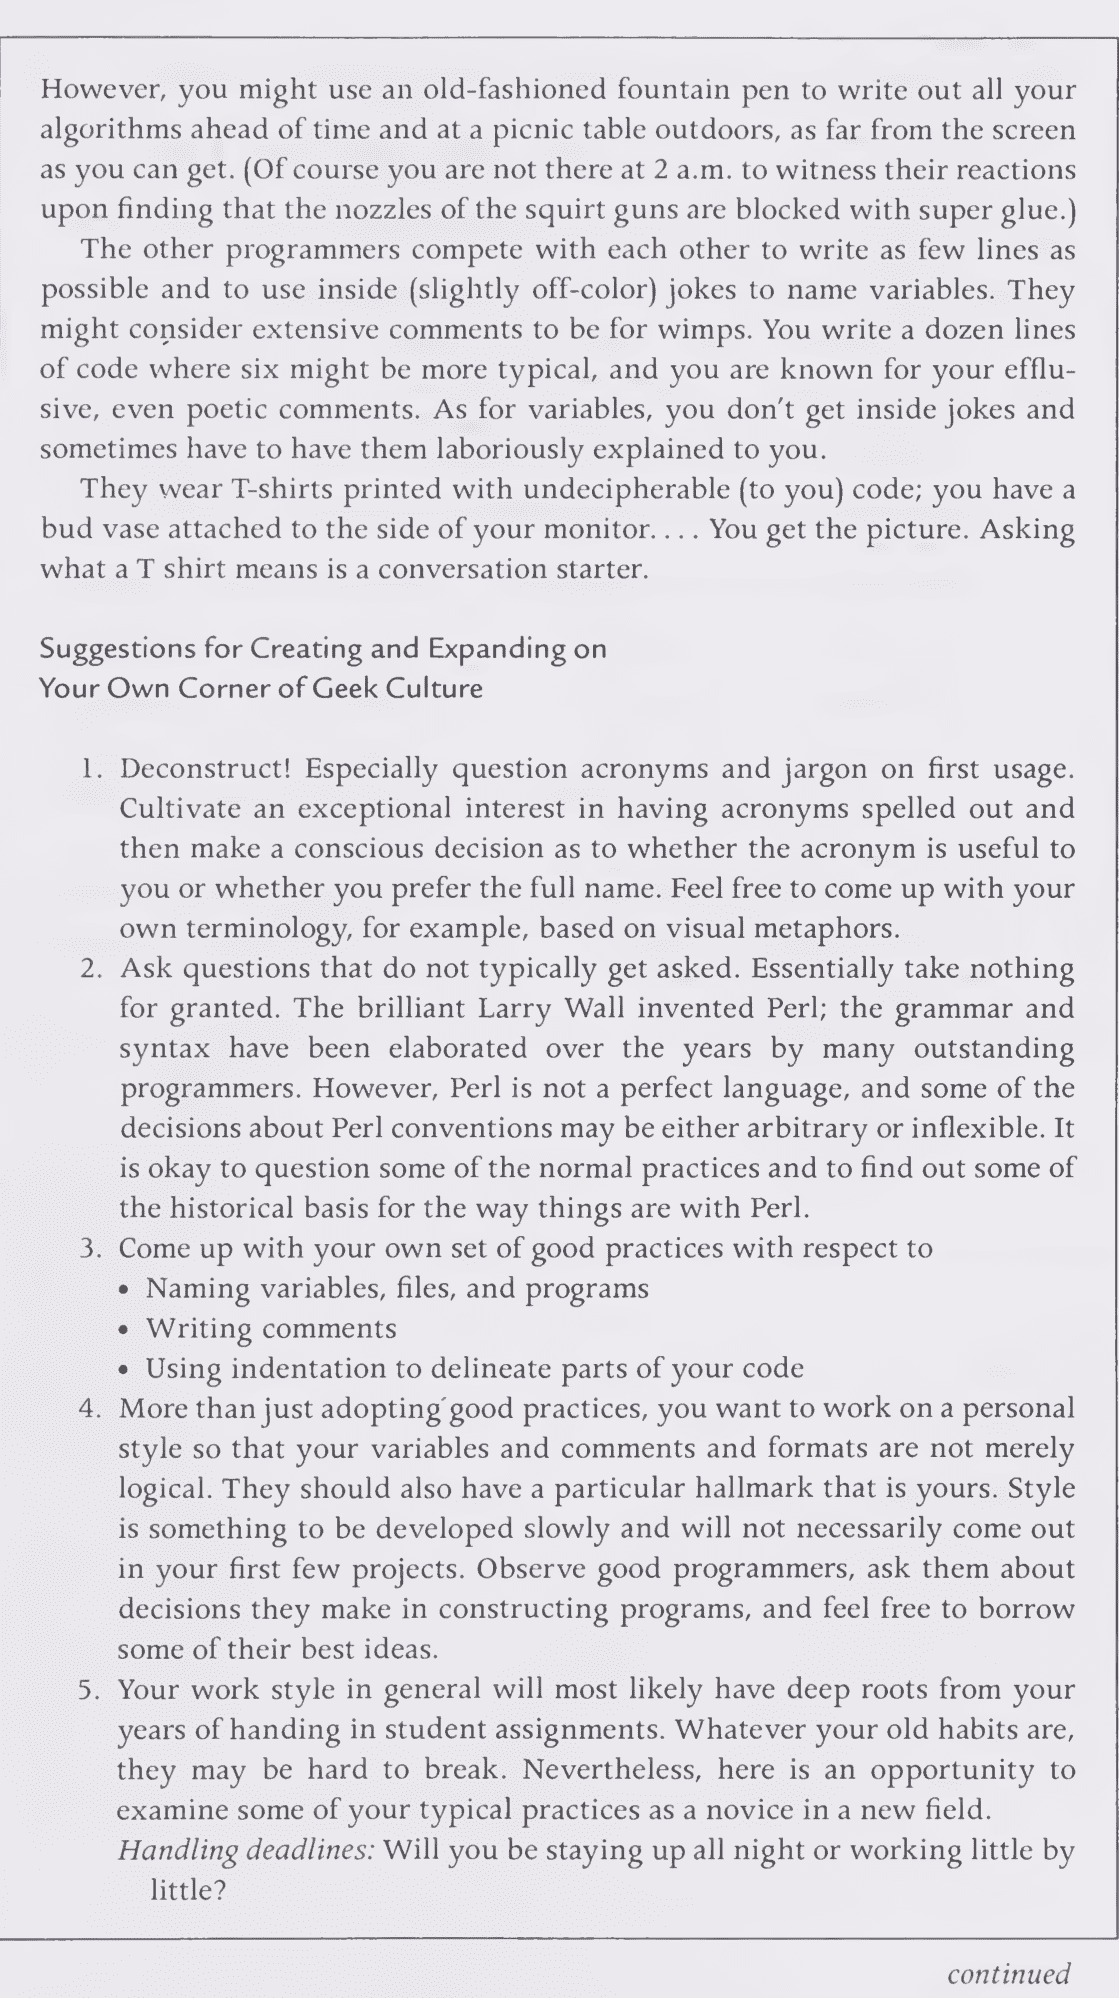 However, you might use an old-fashioned fountain pen to write out all your
algorithms ahead of time and at a picnic table outdoors, as far from the screen
as you can get. (Of course you are not there at 2 a.m. to witness their reactions
upon finding that the nozzles of the squirt guns are blocked with super glue.)
The other programmers compete with each other to write as few lines as
possible and to use inside (slightly off-color) jokes to name variables. They
might consider extensive comments to be for wimps. You write a dozen lines
of code where six might be more typical, and you are known for your efflu-
sive, even poetic comments. As for variables, you don't get inside jokes and
sometimes have to have them laboriously explained to you.
They wear T-shirts printed with undecipherable (to you) code; you have a
bud vase attached to the side of your monitor. . . . You get the picture. Asking
what a T shirt means is a conversation starter.
Suggestions for Creating and Expanding on
Your Own Corner of Geek Culture
1. Deconstruct! Especially question acronyms and jargon on first usage.
Cultivate an exceptional interest in having acronyms spelled out and
then make a conscious decision as to whether the acronym is useful to
you or whether you prefer the full name. Feel free to come up with your
own terminology, for example, based on visual metaphors.
2. Ask questions that do not typically get asked. Essentially take nothing
for granted. The brilliant Larry Wall invented Perl; the grammar and
syntax have been elaborated over the years by many outstanding
programmers. However, Perl is not a perfect language, and some of the
decisions about Perl conventions may be either arbitrary or inflexible. It
is okay to question some of the normal practices and to find out some of
the historical basis for the way things are with Perl.
3. Come up with your own set of good practices with respect to
• Naming variables, files, and programs
• Writing comments
• Using indentation to delineate parts of your code
4. More than just adopting good practices, you want to work on a personal
style so that your variables and comments and formats are not merely
logical. They should also have a particular hallmark that is yours. Style
is something to be developed slowly and will not necessarily come out
in your first few projects. Observe good programmers, ask them about
decisions they make in constructing programs, and feel free to borrow
some of their best ideas.
5. Your work style in general will most likely have deep roots from your
years of handing in student assignments. Whatever your old habits are,
they may be hard to break. Nevertheless, here is an opportunity to
examine some of your typical practices as a novice in a new field.
Handling deadlines: Will you be staying up all night or working little by
little?
continued